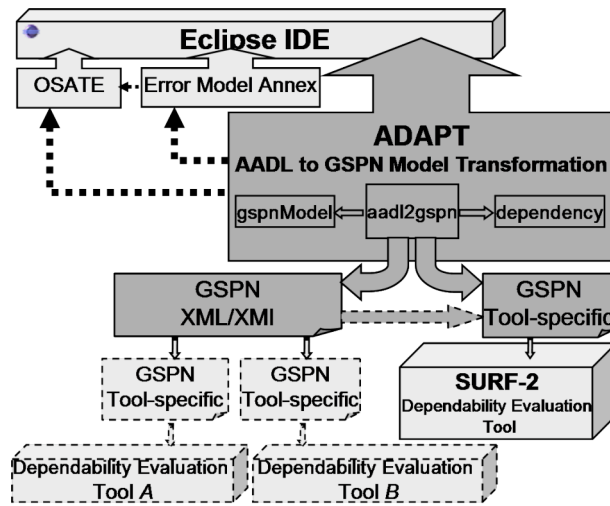 Eclipse IDE
OSATE
Error Model Annex
ADAPT
AADL to GSPN Model Transformation
gspnModel
aadl2gspn
dependency
GSPN
XML/XMI
GSPN
Tool-specific
GSPN
Tool-specific
GSPN
Tool-specific
SURF-2
Dependability Evaluation
Tool
Dependability Evaluation
Tool A
Dependability Evaluation
Tool B